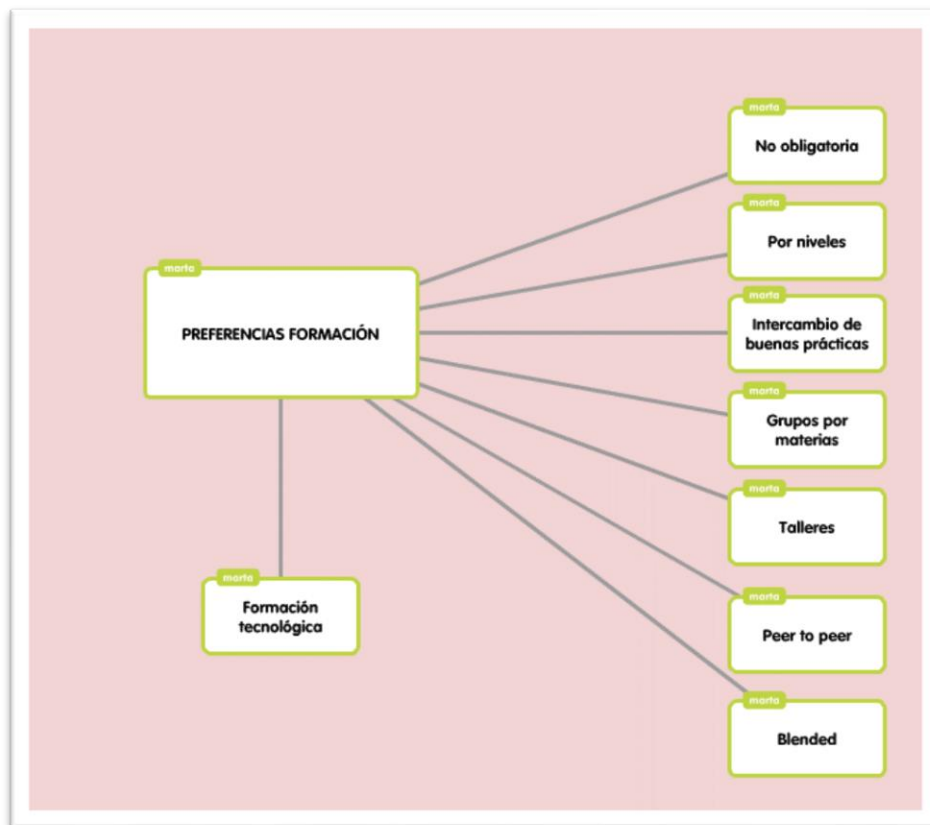 marta
No obligatoria
marta
Por niveles
marta
PREFERENCIAS FORMACIÓN
marta
Intercambio de
buenas prácticas
marta
Grupos por
materias
marta
Talleres
marta
Formación
tecnológica
marta
Peer to peer
marta
Blended